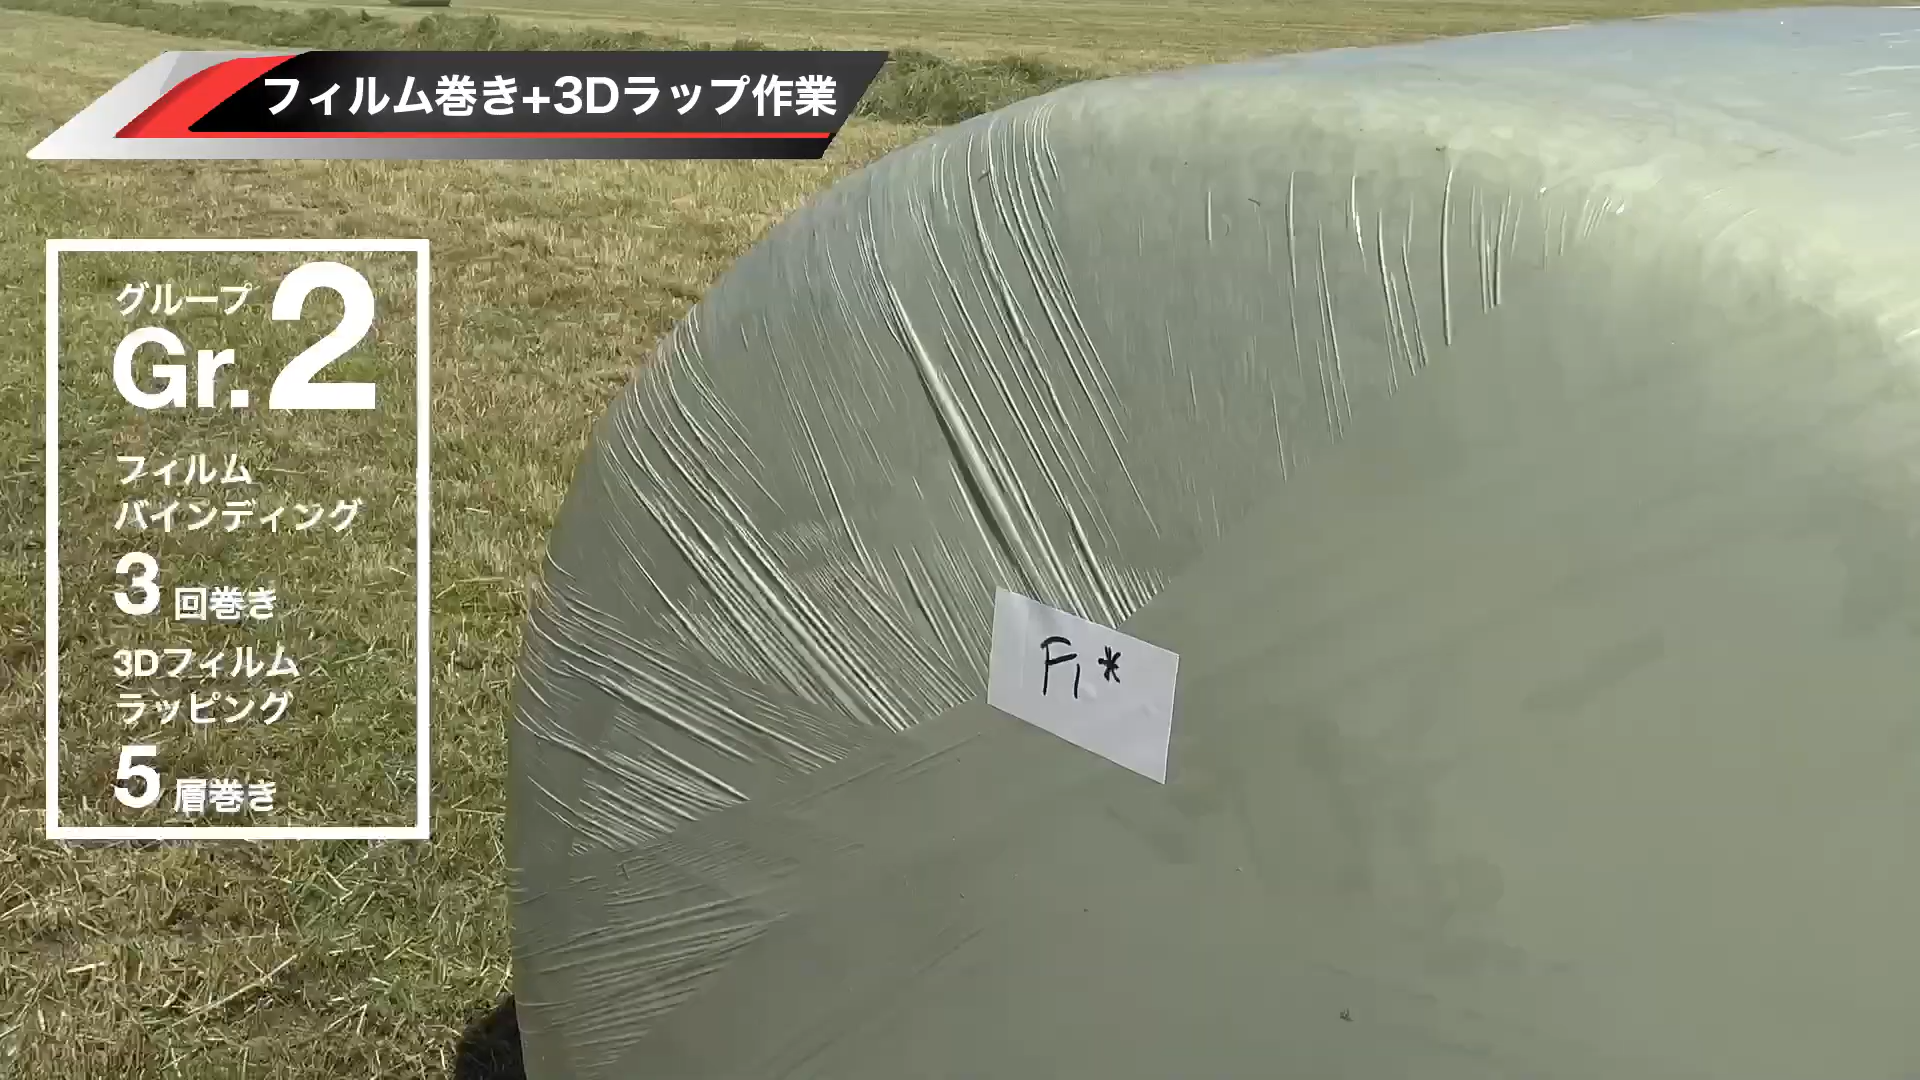 フィルム巻き+3Dラップ作業
グループ
Gr.2
フィルム
バインディング
3回巻き
3Dフィルム
ラッピング
5層巻き
F1*